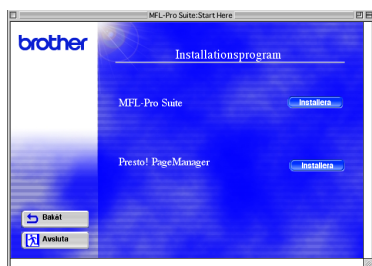 MFL-Pro Suite:Start Here
brother
Installationsprogram
MFL-Pro Suite
Installera
Presto! PageManager
Installera
Bakåt
Avsluta